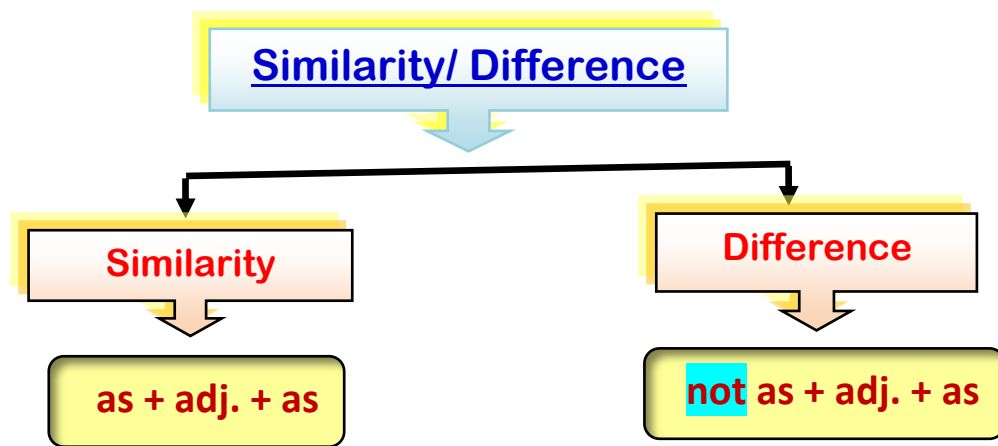 Similarity/ Difference
Similarity
Difference
as + adj. + as
not as + adj. + as